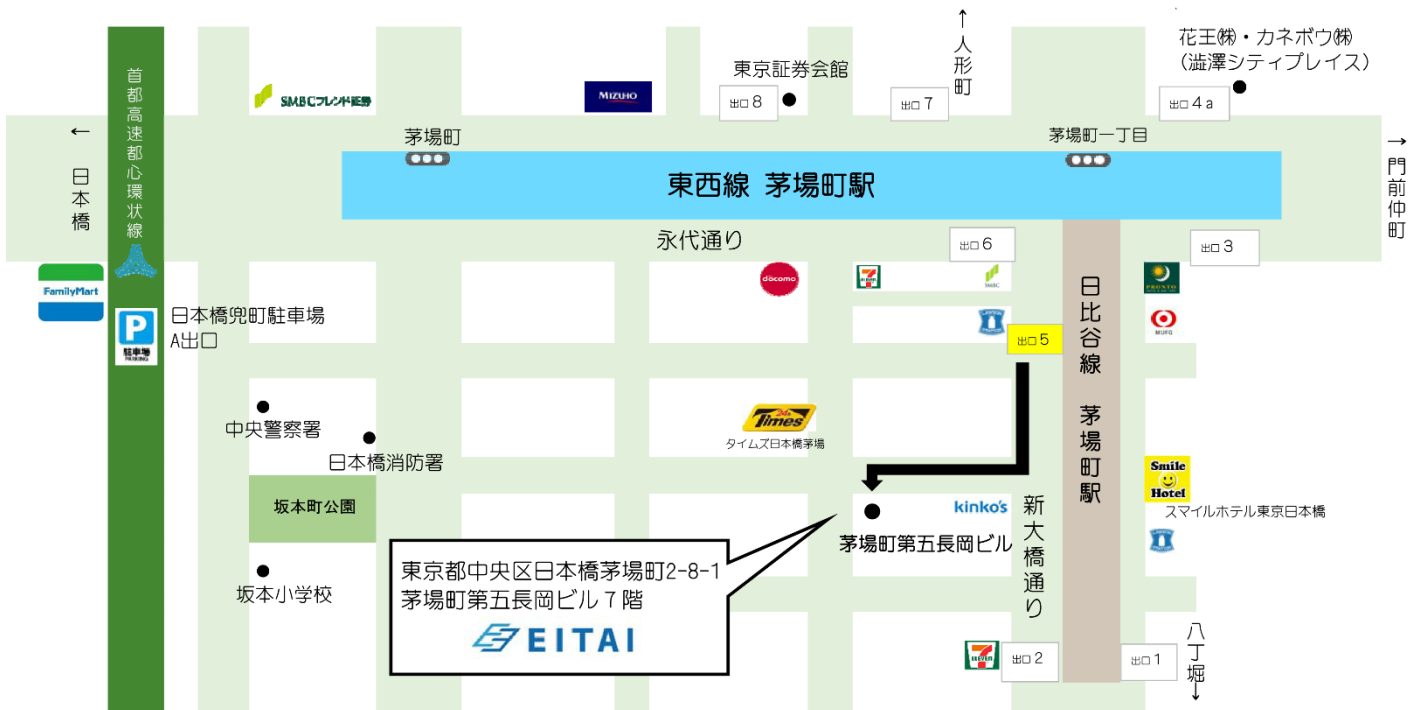 ↑人形町
花王㈱・カネボウ㈱
(澁澤シティプレイス)
首都高速都心環状線
SMBCフレンド証券
MIZUHO
東京証券会館
出口8
出口7
出口4a
←
日本橋
茅場町
茅場町一丁目
→
門前仲町
東西線 茅場町駅
永代通り
出口6
出口3
FamilyMart
docomo
ELEVEN
SMBC
PRONTO
日比谷線 茅場町駅
P
駐車場
PARKING
日本橋兜町駐車場
A出口
MUFG
出口5
24h
Times
タイムズ日本橋茅場
中央警察署
日本橋消防署
坂本町公園
Smile
Hotel
スマイルホテル東京日本橋
kinko's
新大橋通り
茅場町第五長岡ビル
坂本小学校
東京都中央区日本橋茅場町2-8-1
茅場町第五長岡ビル7階
EITAI
ELEVEN
出口2
出口1
八丁堀↓